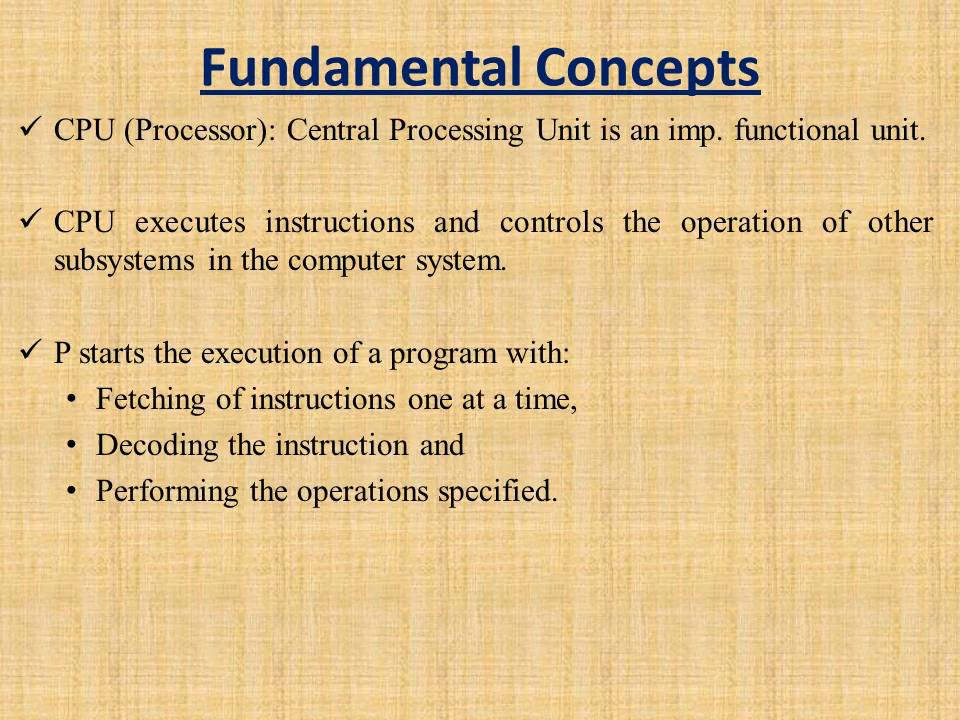 Fundamental Concepts
✓ CPU (Processor): Central Processing Unit is an imp. functional unit.
✓ CPU executes instructions and controls the operation of other
subsystems in the computer system.
✓ P starts the execution of a program with:
• Fetching of instructions one at a time,
• Decoding the instruction and
• Performing the operations specified.